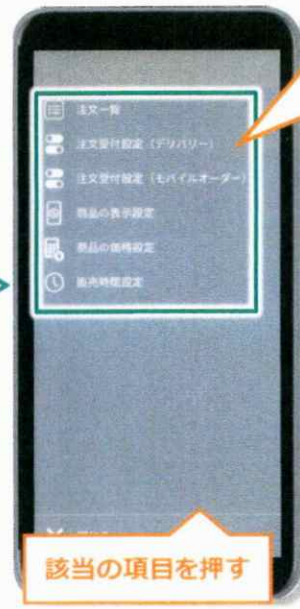 注文一覧
注文受付設定（デリバリー）
注文受付設定（モバイルオーダー）
商品の表示設定
商品の価格設定
販売時間設定
該当の項目を押す